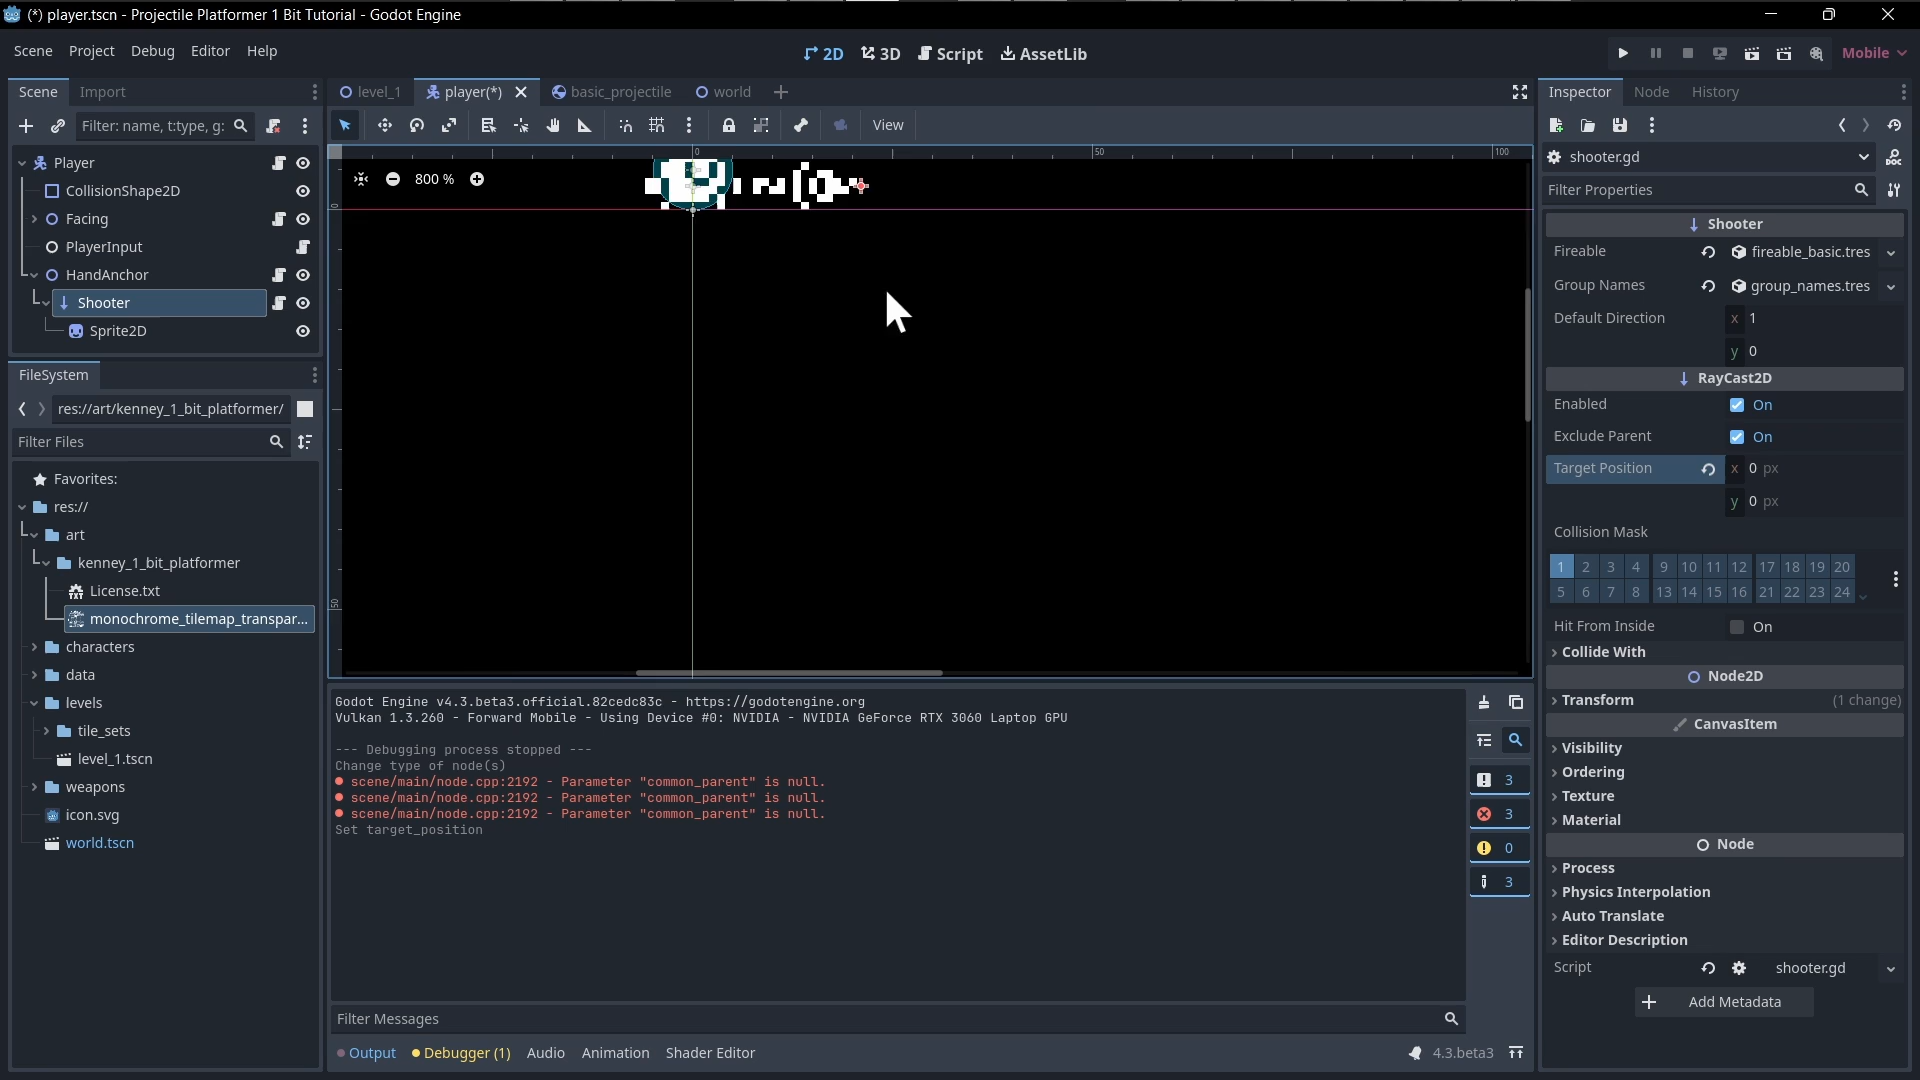 (*) player.tscn - Projectile Platformer 1 Bit Tutorial - Godot Engine
Scene Project Debug Editor Help
2D 3D Script AssetLib
Mobile
Scene Import
level_1 player(*) basic_projectile world
Inspector Node History
Filter: name, t:type, g:
View
shooter.gd
Player
CollisionShape2D
Facing
PlayerInput
HandAnchor
Shooter
Sprite2D
0 50 100
800 %
0
50
Filter Properties
Shooter
Fireable fireable_basic.tres
Group Names group_names.tres
Default Direction x 1
y 0
RayCast2D
Enabled On
Exclude Parent On
Target Position x 0 px
y 0 px
Collision Mask
1 2 3 4 9 10 11 12 17 18 19 20
5 6 7 8 13 14 15 16 21 22 23 24
Hit From Inside On
Collide With
Node2D
Transform (1 change)
CanvasItem
Visibility
Ordering
Texture
Material
Node
Process
Physics Interpolation
Auto Translate
Editor Description
Script shooter.gd
Add Metadata
FileSystem
res://art/kenney_1_bit_platformer/
Filter Files
Favorites:
res://
art
kenney_1_bit_platformer
License.txt
monochrome_tilemap_transpar...
characters
data
levels
tile_sets
level_1.tscn
weapons
icon.svg
world.tscn
Godot Engine v4.3.beta3.official.82cedc83c - https://godotengine.org
Vulkan 1.3.260 - Forward Mobile - Using Device #0: NVIDIA - NVIDIA GeForce RTX 3060 Laptop GPU
--- Debugging process stopped ---
Change type of node(s)
scene/main/node.cpp:2192 - Parameter "common_parent" is null.
scene/main/node.cpp:2192 - Parameter "common_parent" is null.
scene/main/node.cpp:2192 - Parameter "common_parent" is null.
Set target_position
3
3
0
3
Filter Messages
Output Debugger (1) Audio Animation Shader Editor
4.3.beta3